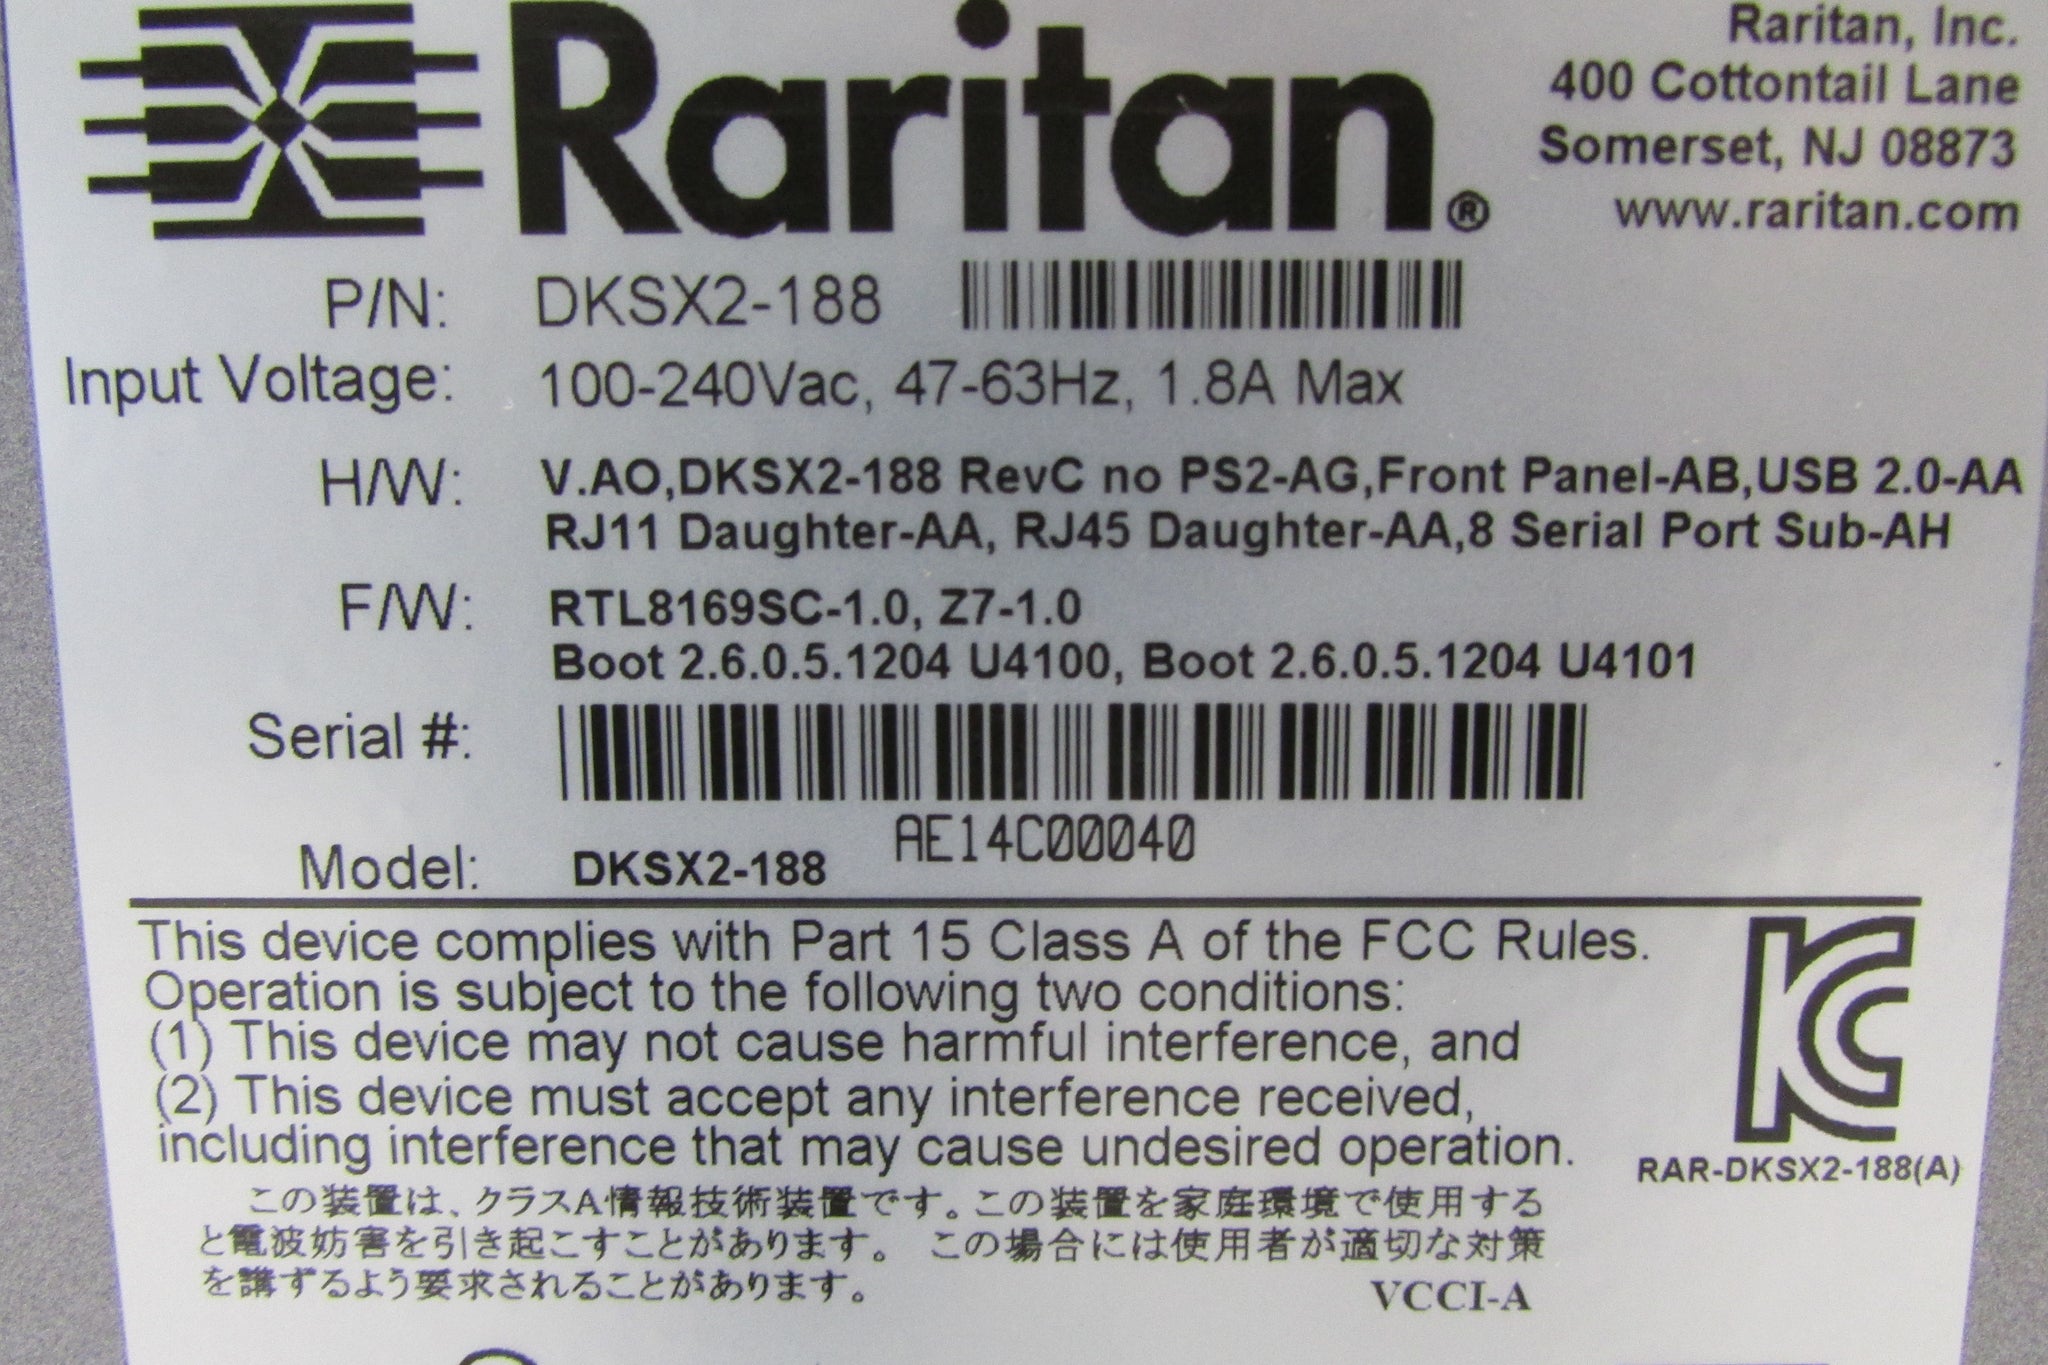 Raritan®
Raritan, Inc.
400 Cottontail Lane
Somerset, NJ 08873
www.raritan.com
P/N: DKSX2-188
Input Voltage: 100-240Vac, 47-63Hz, 1.8A Max
H/W: V.AO,DKSX2-188 RevC no PS2-AG,Front Panel-AB,USB 2.0-AA
RJ11 Daughter-AA, RJ45 Daughter-AA,8 Serial Port Sub-AH
F/W: RTL8169SC-1.0, Z7-1.0
Boot 2.6.0.5.1204 U4100, Boot 2.6.0.5.1204 U4101
Serial #:
AE14C00040
Model: DKSX2-188
This device complies with Part 15 Class A of the FCC Rules.
Operation is subject to the following two conditions:
(1) This device may not cause harmful interference, and
(2) This device must accept any interference received,
including interference that may cause undesired operation.
KC
RAR-DKSX2-188(A)
この装置は、クラスA情報技術装置です。この装置を家庭環境で使用する
と電波妨害を引き起こすことがあります。 この場合には使用者が適切な対策
を講ずるよう要求されることがあります。
VCCI-A